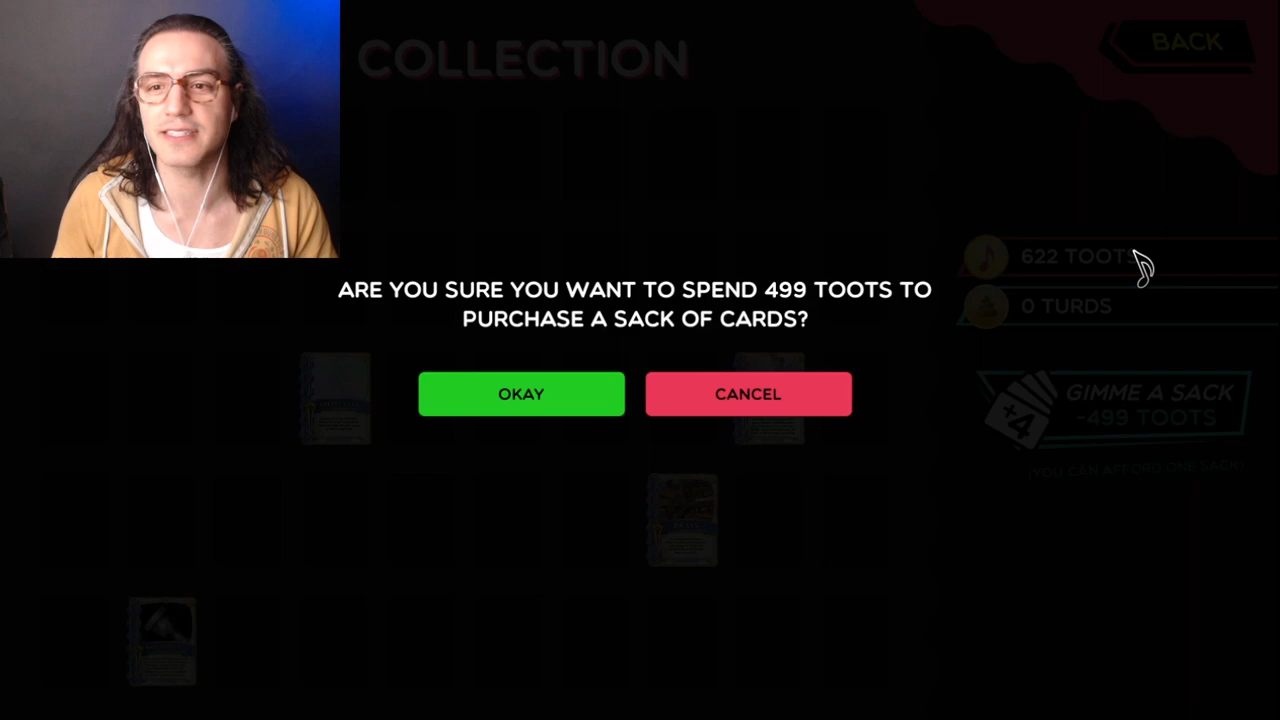 COLLECTION
BACK
622 TOOTS
0 TURDS
ARE YOU SURE YOU WANT TO SPEND 499 TOOTS TO
PURCHASE A SACK OF CARDS?
OKAY
CANCEL
+4
GIMME A SACK
-499 TOOTS
(YOU CAN AFFORD ONE SACK)